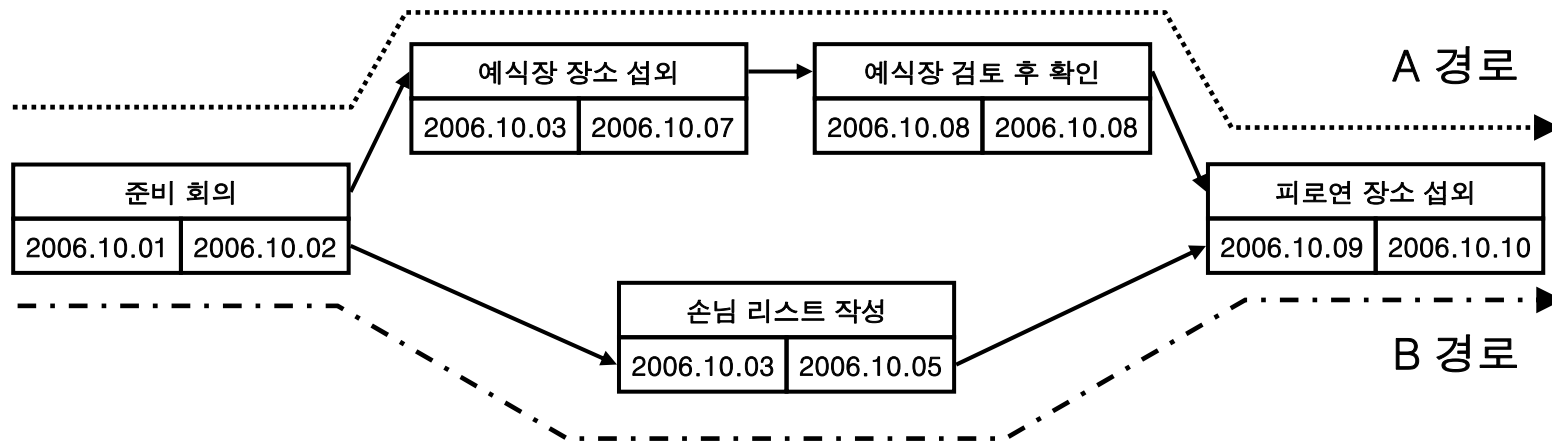 예식장 장소 섭외
2006.10.03 2006.10.07
예식장 검토 후 확인
2006.10.08 2006.10.08
A 경로
준비 회의
2006.10.01 2006.10.02
피로연 장소 섭외
2006.10.09 2006.10.10
손님 리스트 작성
2006.10.03 2006.10.05
B 경로